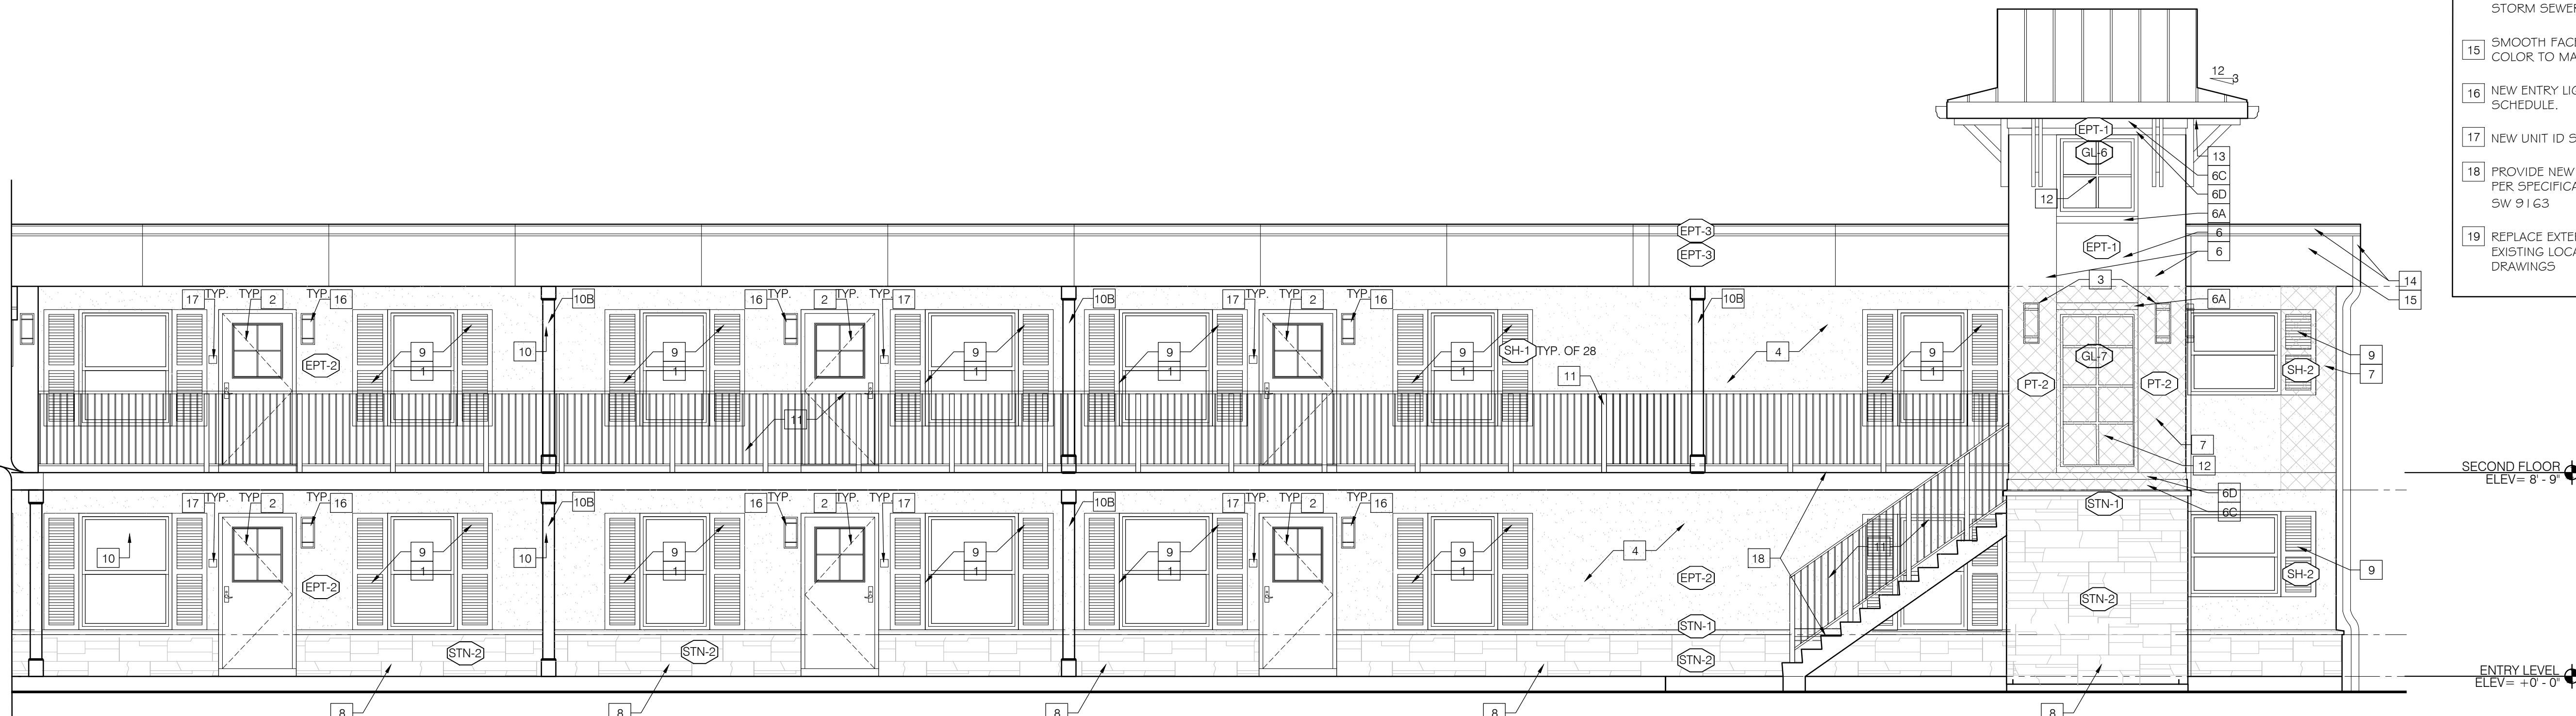 STORM SEWER
15 SMOOTH FACE
COLOR TO MA
16 NEW ENTRY LIG
SCHEDULE.
17 NEW UNIT ID S
18 PROVIDE NEW
PER SPECIFICA
SW 9163
19 REPLACE EXTE
EXISTING LOCA
DRAWINGS
12
3
EPT-1
GL-6
13
6C
6D
12
6A
EPT-3
6
EPT-1
EPT-3
6
3
14
15
17 TYP. TYP. 2 TYP. 16
10B
16 TYP. 2 TYP. TYP. 17
10B
17 TYP. TYP. 2 TYP. 16
10B
6A
EPT-2
9
1
10
9
1
9
1
9
1
9
1
SH-1 TYP. OF 28
4
9
1
GL-7
9
7
SH-2
11
PT-2
PT-2
11
7
12
SECOND FLOOR
ELEV= 8' - 9"
17 TYP. TYP. 2 TYP. 16
10B
16 TYP. 2 TYP. TYP. 17
10B
17 TYP. TYP. 2 TYP. 16
6D
6C
STN-1
10
9
1
10
9
1
9
1
9
1
9
1
4
18
11
EPT-2
EPT-2
SH-2
9
STN-2
STN-1
STN-2
STN-2
STN-2
ENTRY LEVEL
ELEV= +0' - 0"
8
8
8
8
8